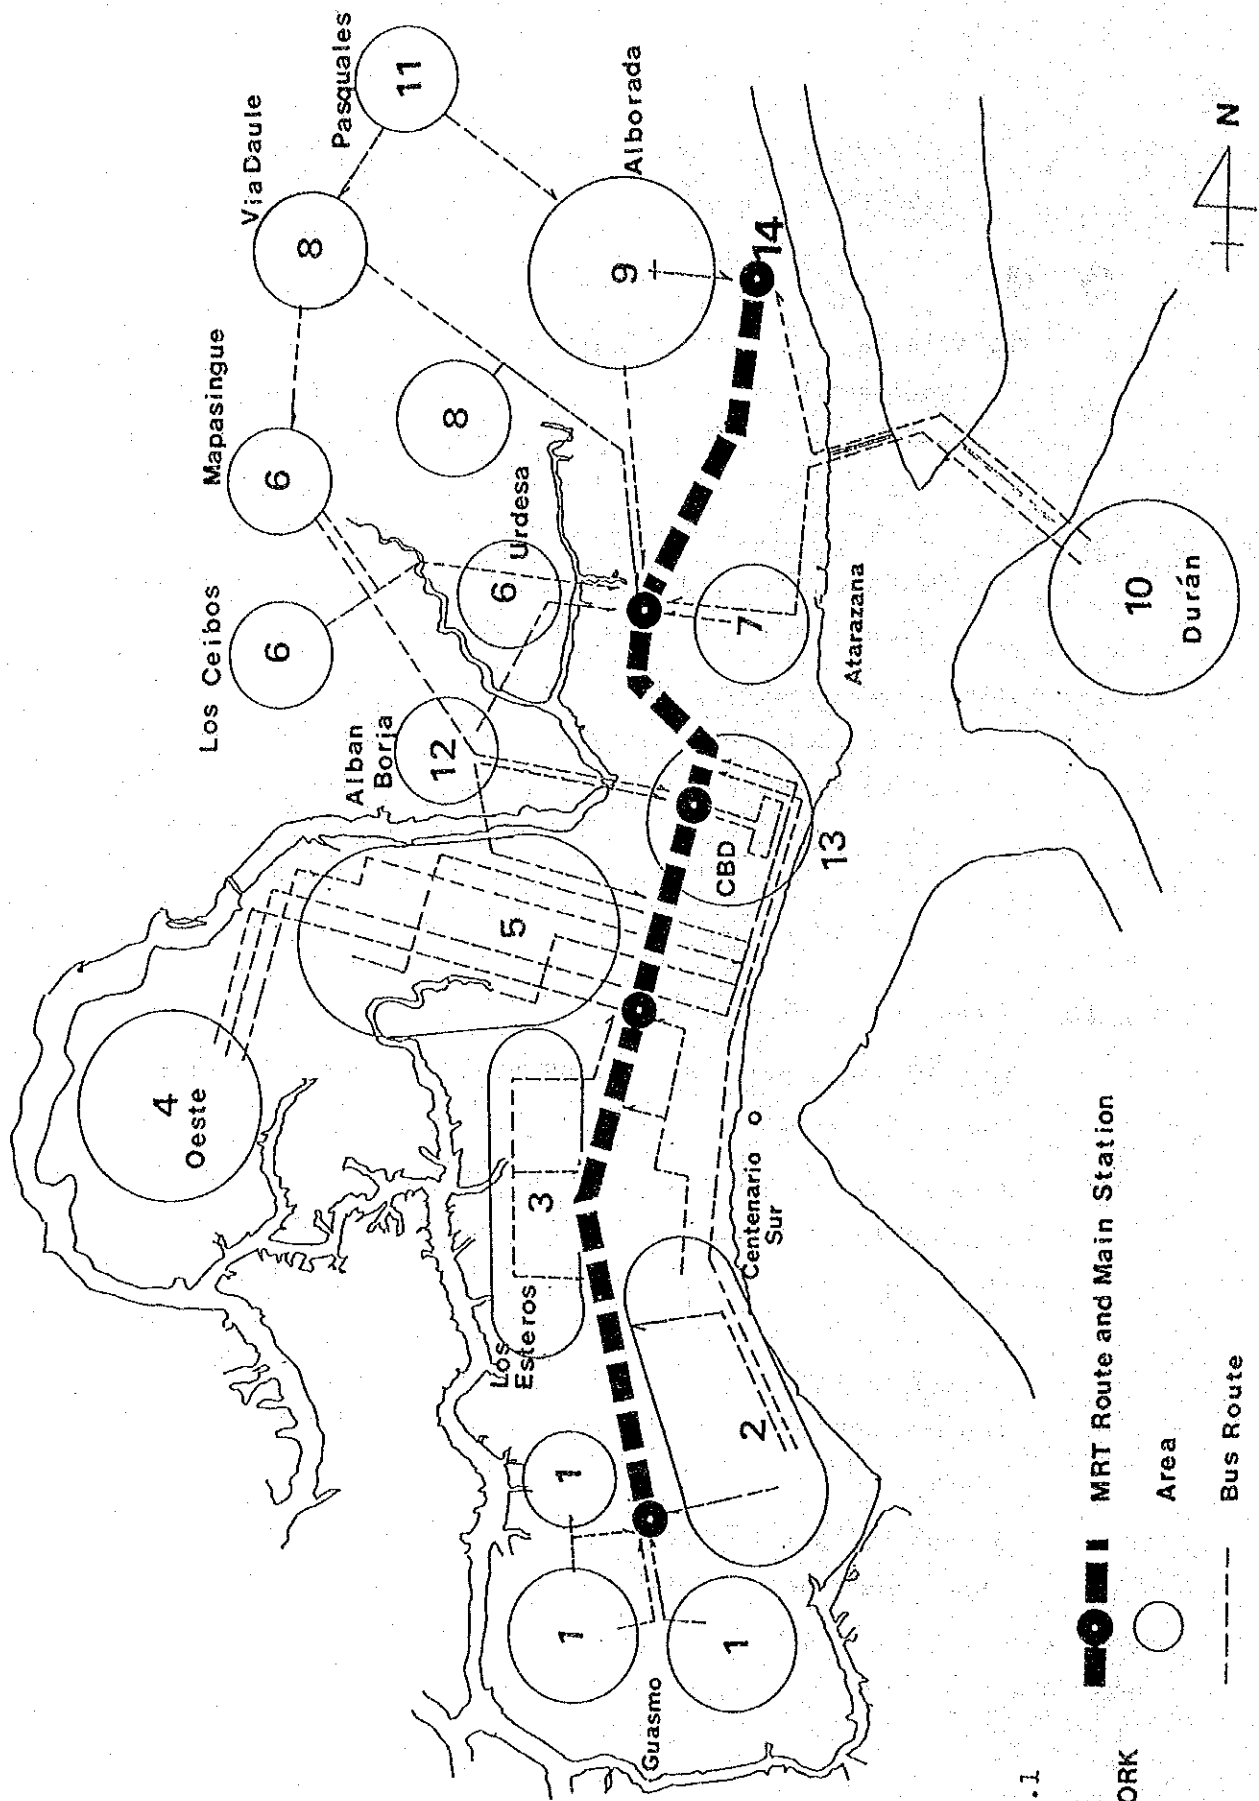 Pasquales
11
Via Daule
8
Alborada
Mapasingue
9
14
8
6
N
Los Ceibos
Urdesa
6
6
7
10
Durán
Alban
Borja
12
Atarazana
CBD
13
5
4
Oeste
3
Centenario
Sur
Los
Esteros
2
1
1
1
Guasmo
MRT Route and Main Station
Area
Bus Route
.1
ORK